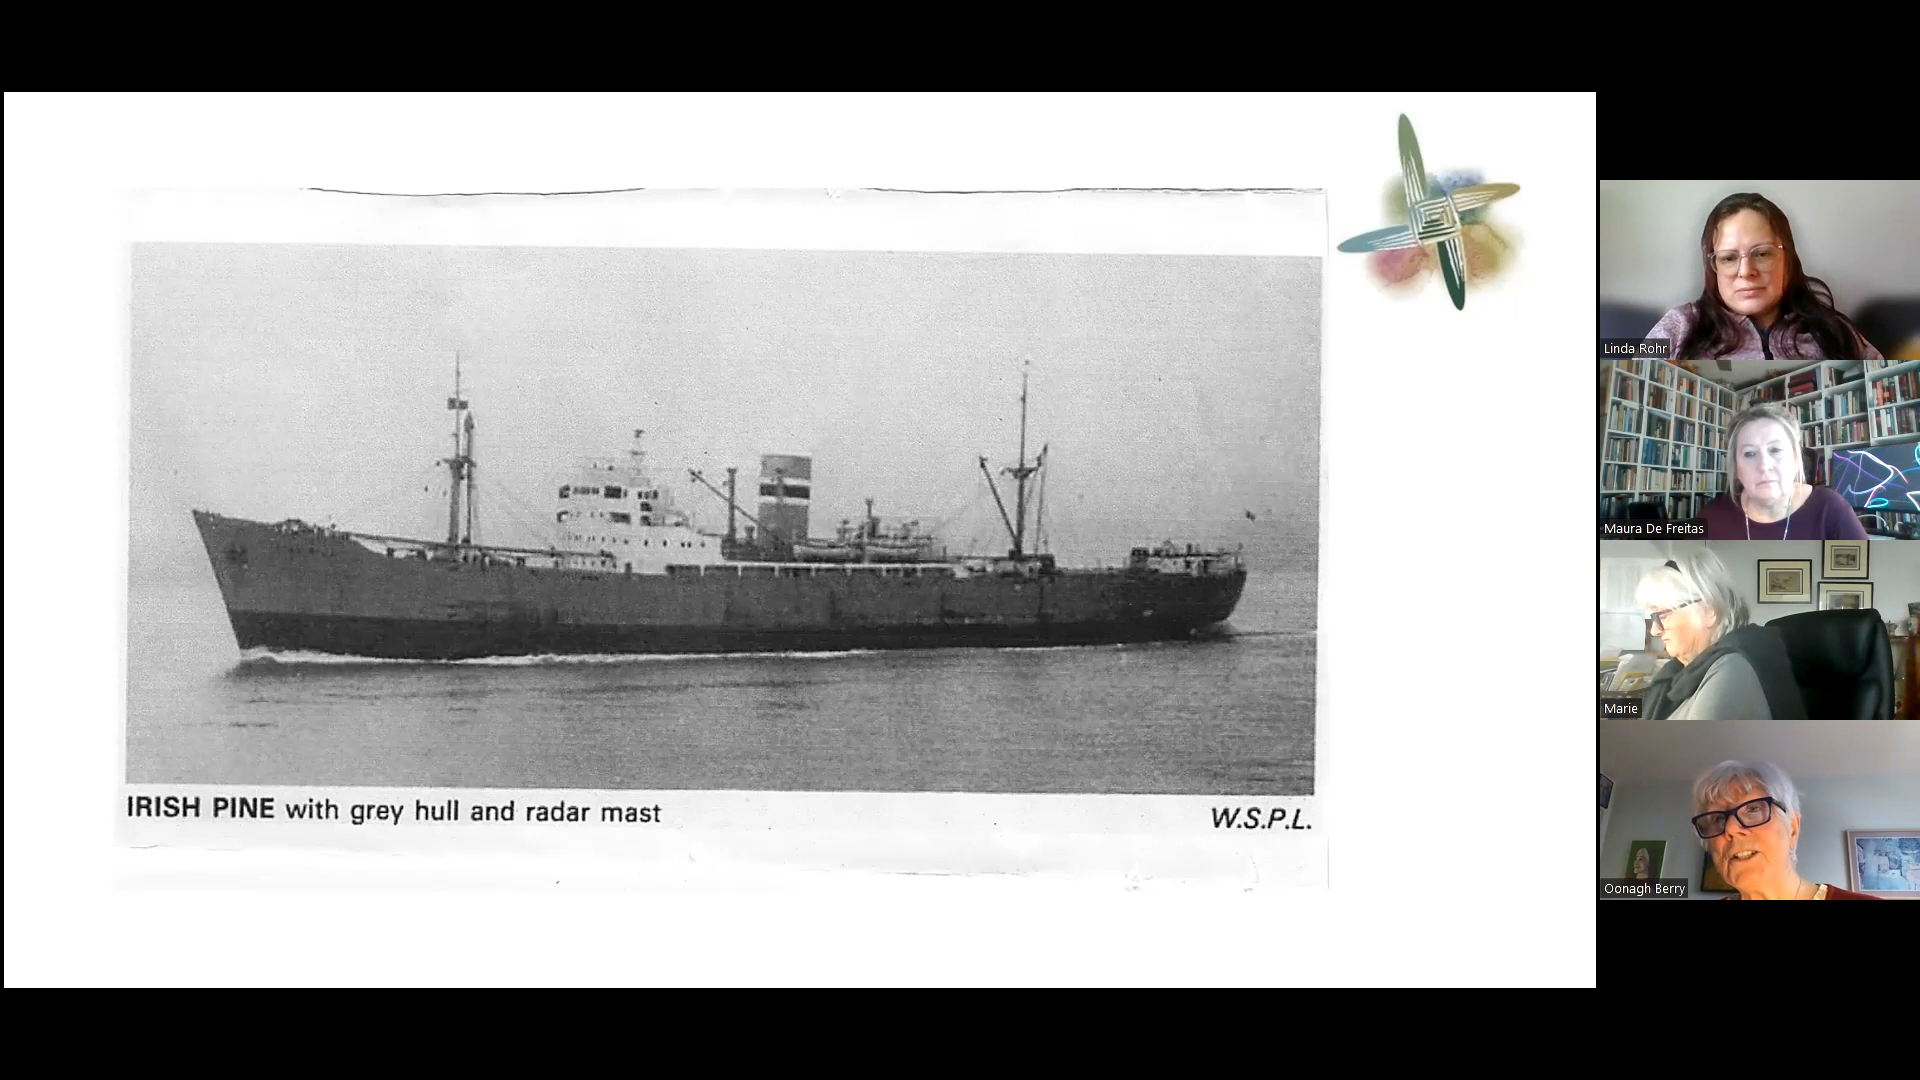 IRISH PINE with grey hull and radar mast
W.S.P.L.
Linda Rohr
Maura De Freitas
Marie
Oonagh Berry